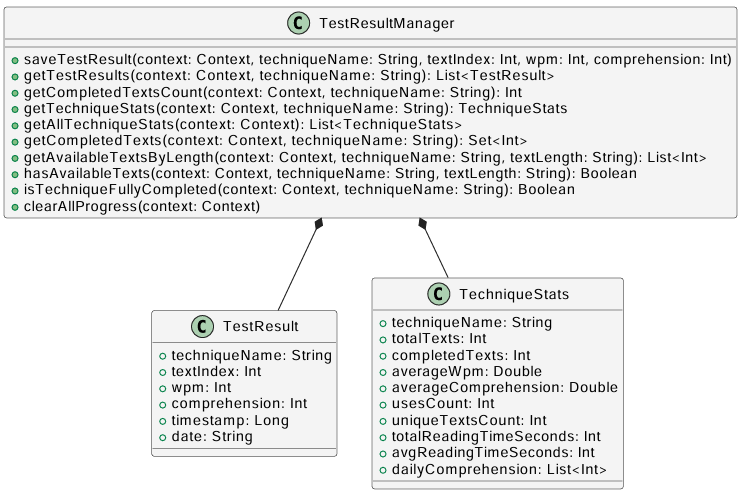 C TestResultManager
saveTestResult(context: Context, techniqueName: String, textIndex: Int, wpm: Int, comprehension: Int)
getTestResults(context: Context, techniqueName: String): List<TestResult>
getCompletedTextsCount(context: Context, techniqueName: String): Int
getTechniqueStats(context: Context, techniqueName: String): TechniqueStats
getAllTechniqueStats(context: Context): List<TechniqueStats>
getCompletedTexts(context: Context, techniqueName: String): Set<Int>
getAvailableTextsByLength(context: Context, techniqueName: String, textLength: String): List<Int>
hasAvailableTexts(context: Context, techniqueName: String, textLength: String): Boolean
isTechniqueFullyCompleted(context: Context, techniqueName: String): Boolean
clearAllProgress(context: Context)
C TestResult
techniqueName: String
textIndex: Int
wpm: Int
comprehension: Int
timestamp: Long
date: String
C TechniqueStats
techniqueName: String
totalTexts: Int
completedTexts: Int
averageWpm: Double
averageComprehension: Double
usesCount: Int
uniqueTextsCount: Int
totalReadingTimeSeconds: Int
avgReadingTimeSeconds: Int
dailyComprehension: List<Int>